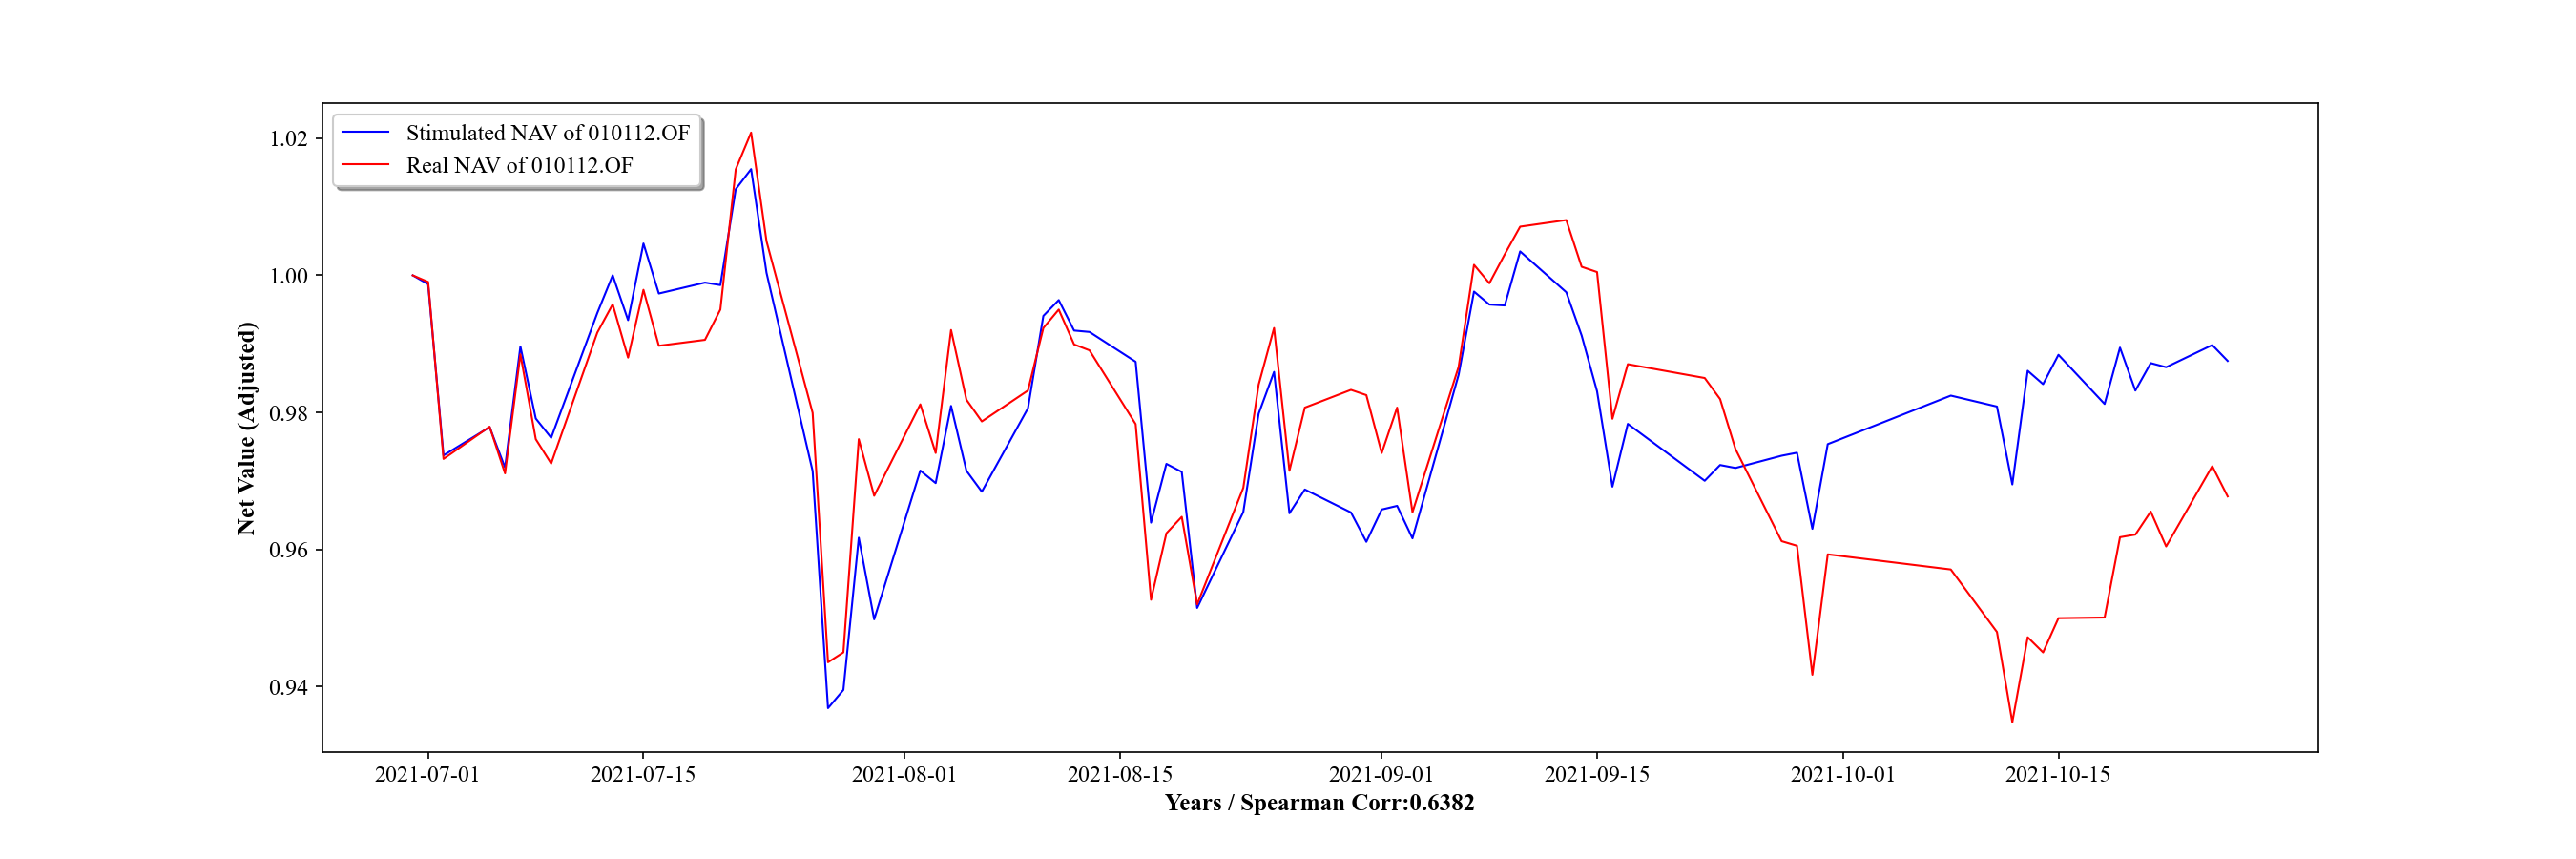 Stimulated NAV of 010112.OF
Real NAV of 010112.OF
1.02
1.00
0.98
0.96
0.94
Net Value (Adjusted)
2021-07-01 2021-07-15 2021-08-01 2021-08-15 2021-09-01 2021-09-15 2021-10-01 2021-10-15
Years / Spearman Corr:0.6382